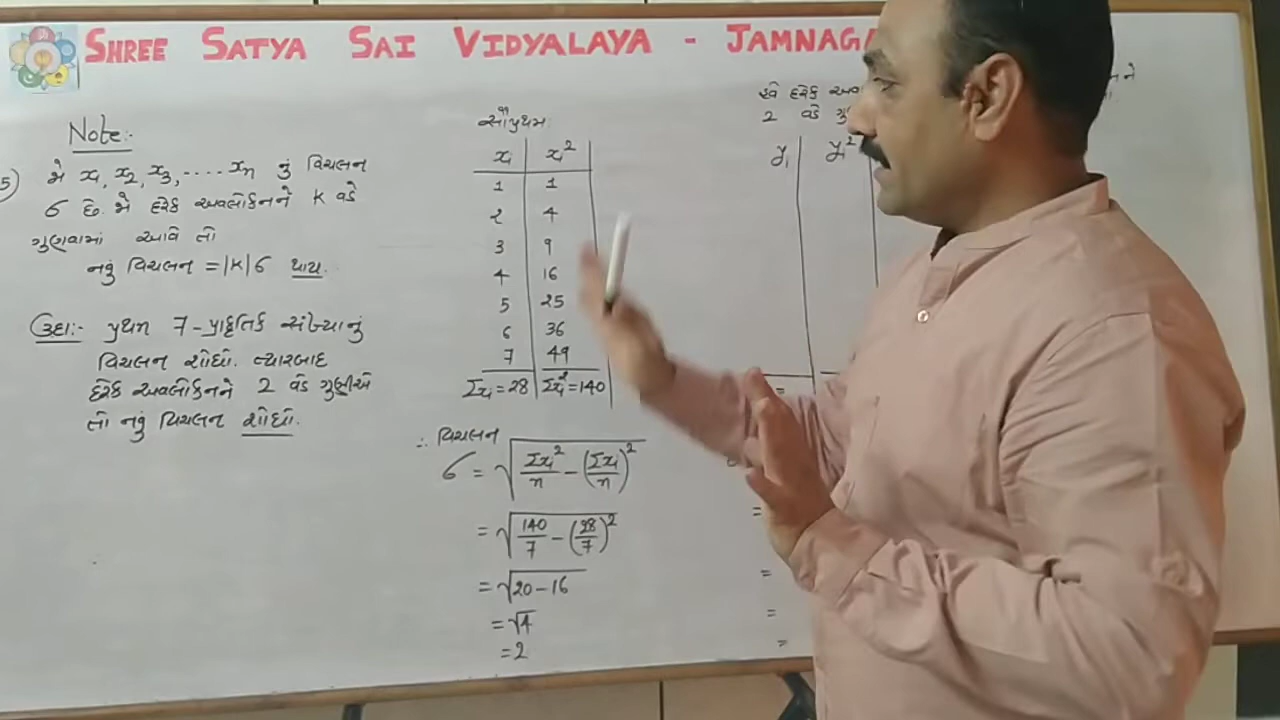 SHREE SATYA SAI VIDYALAYA - JAMNAGA
Note:-
5) જો x₁, x₂, x₃, ....xₙ નું વિચલન
σ છે. જો દરેક અવલોકનને K વડે
ગુણવામાં આવે તો
નવું વિચલન = |K|σ થાય.
ઉદા:- પ્રથમ 7-પ્રાકૃતિક સંખ્યાનું
વિચલન શોધો. ત્યારબાદ
દરેક અવલોકનને 2 વડે ગુણીએ
તો નવું વિચલન શોધો.
સૌપ્રથમ
xᵢ xᵢ²
1 1
2 4
3 9
4 16
5 25
6 36
7 49
Σxᵢ = 28 Σxᵢ² = 140
∴ વિચલન
σ = √(Σxᵢ²/n − (Σxᵢ/n)²)
= √(140/7 − (28/7)²)
= √(20 − 16)
= √4
= 2
હવે દરેક
2 વડે
yᵢ yᵢ²
=
=
=
=
=